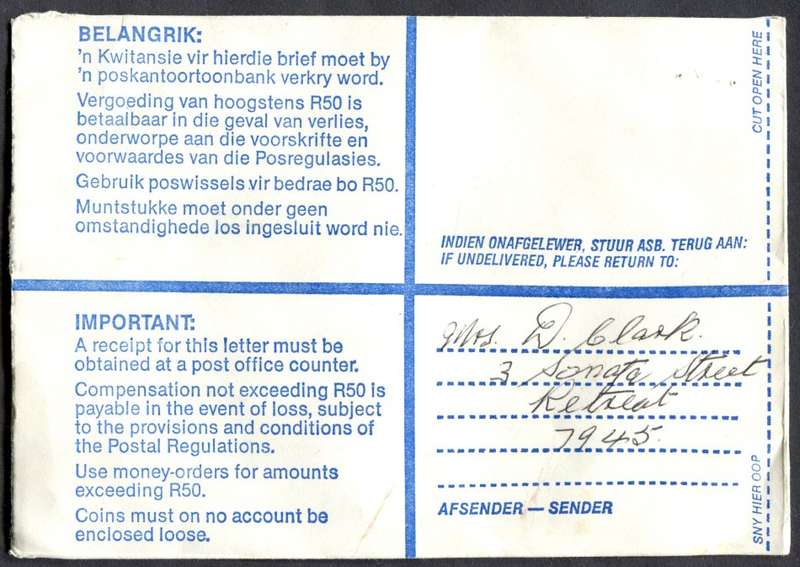 BELANGRIK:
'n Kwitansie vir hierdie brief moet by
'n poskantoortoonbank verkry word.
Vergoeding van hoogstens R50 is
betaalbaar in die geval van verlies,
onderworpe aan die voorskrifte en
voorwaardes van die Posregulasies.
Gebruik poswissels vir bedrae bo R50.
Muntstukke moet onder geen
omstandighede los ingesluit word nie.
IMPORTANT:
A receipt for this letter must be
obtained at a post office counter.
Compensation not exceeding R50 is
payable in the event of loss, subject
to the provisions and conditions of
the Postal Regulations.
Use money-orders for amounts
exceeding R50.
Coins must on no account be
enclosed loose.
INDIEN ONAFGELEWER, STUUR ASB. TERUG AAN:
IF UNDELIVERED, PLEASE RETURN TO:
Mrs. D. Clark.
3 Sonata Street
Retreat
7945.
AFSENDER — SENDER
CUT OPEN HERE
SNY HIER OOP